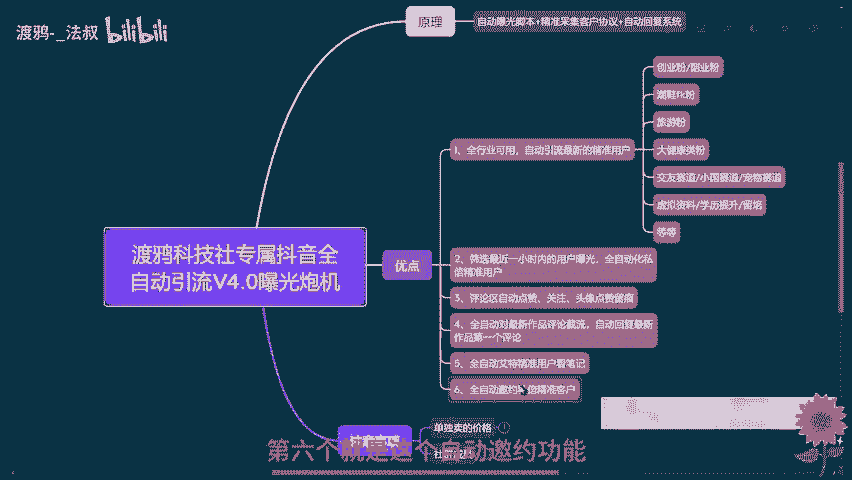 渡鸦-_法叔 bilibili
原理
自动曝光脚本+精准采集客户协议+自动回复系统
创业粉/副业粉
潮鞋fk粉
旅游粉
大健康类粉
交友赛道/小圈赛道/宠物赛道
虚拟资料/学历提升/留培
等等
1、全行业可用，自动引流最新的精准用户
渡鸦科技社专属抖音全
自动引流V4.0曝光炮机
优点
2、筛选最近一小时内的用户曝光，全自动化私
信精准用户
3、评论区自动点赞、关注、头像点赞留痕
4、全自动对最新作品评论截流，自动回复最新
作品第一个评论
5、全自动艾特精准用户看笔记
6、全自动邀约 信精准客户
单独卖的价格
第六个就是这个自动邀约功能